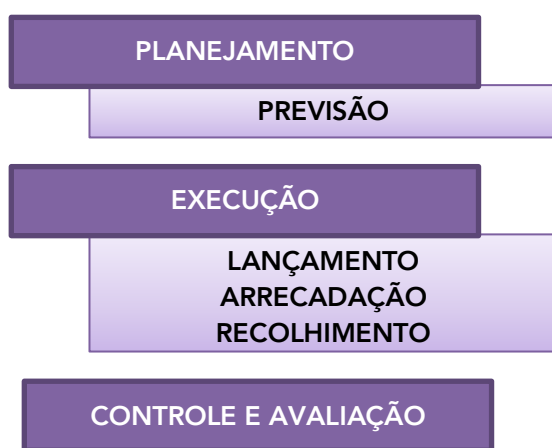 PLANEJAMENTO
PREVISÃO
EXECUÇÃO
LANÇAMENTO
ARRECADAÇÃO
RECOLHIMENTO
CONTROLE E AVALIAÇÃO